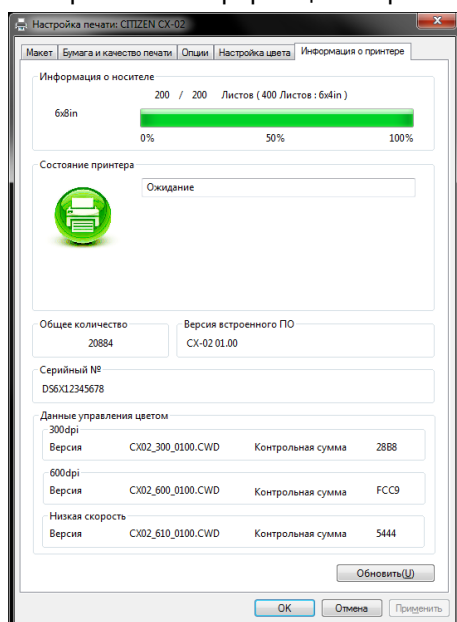 Настройка печати: CITIZEN CX-02
Макет Бумага и качество печати Опции Настройка цвета Информация о принтере
Информация о носителе
200 / 200 Листов ( 400 Листов : 6x4in )
6x8in
0% 50% 100%
Состояние принтера
Ожидание
Общее количество Версия встроенного ПО
20884 CX-02 01.00
Серийный №
DS6X12345678
Данные управления цветом
300dpi
Версия CX02_300_0100.CWD Контрольная сумма 28B8
600dpi
Версия CX02_600_0100.CWD Контрольная сумма FCC9
Низкая скорость
Версия CX02_610_0100.CWD Контрольная сумма 5444
Обновить(U)
OK Отмена Применить